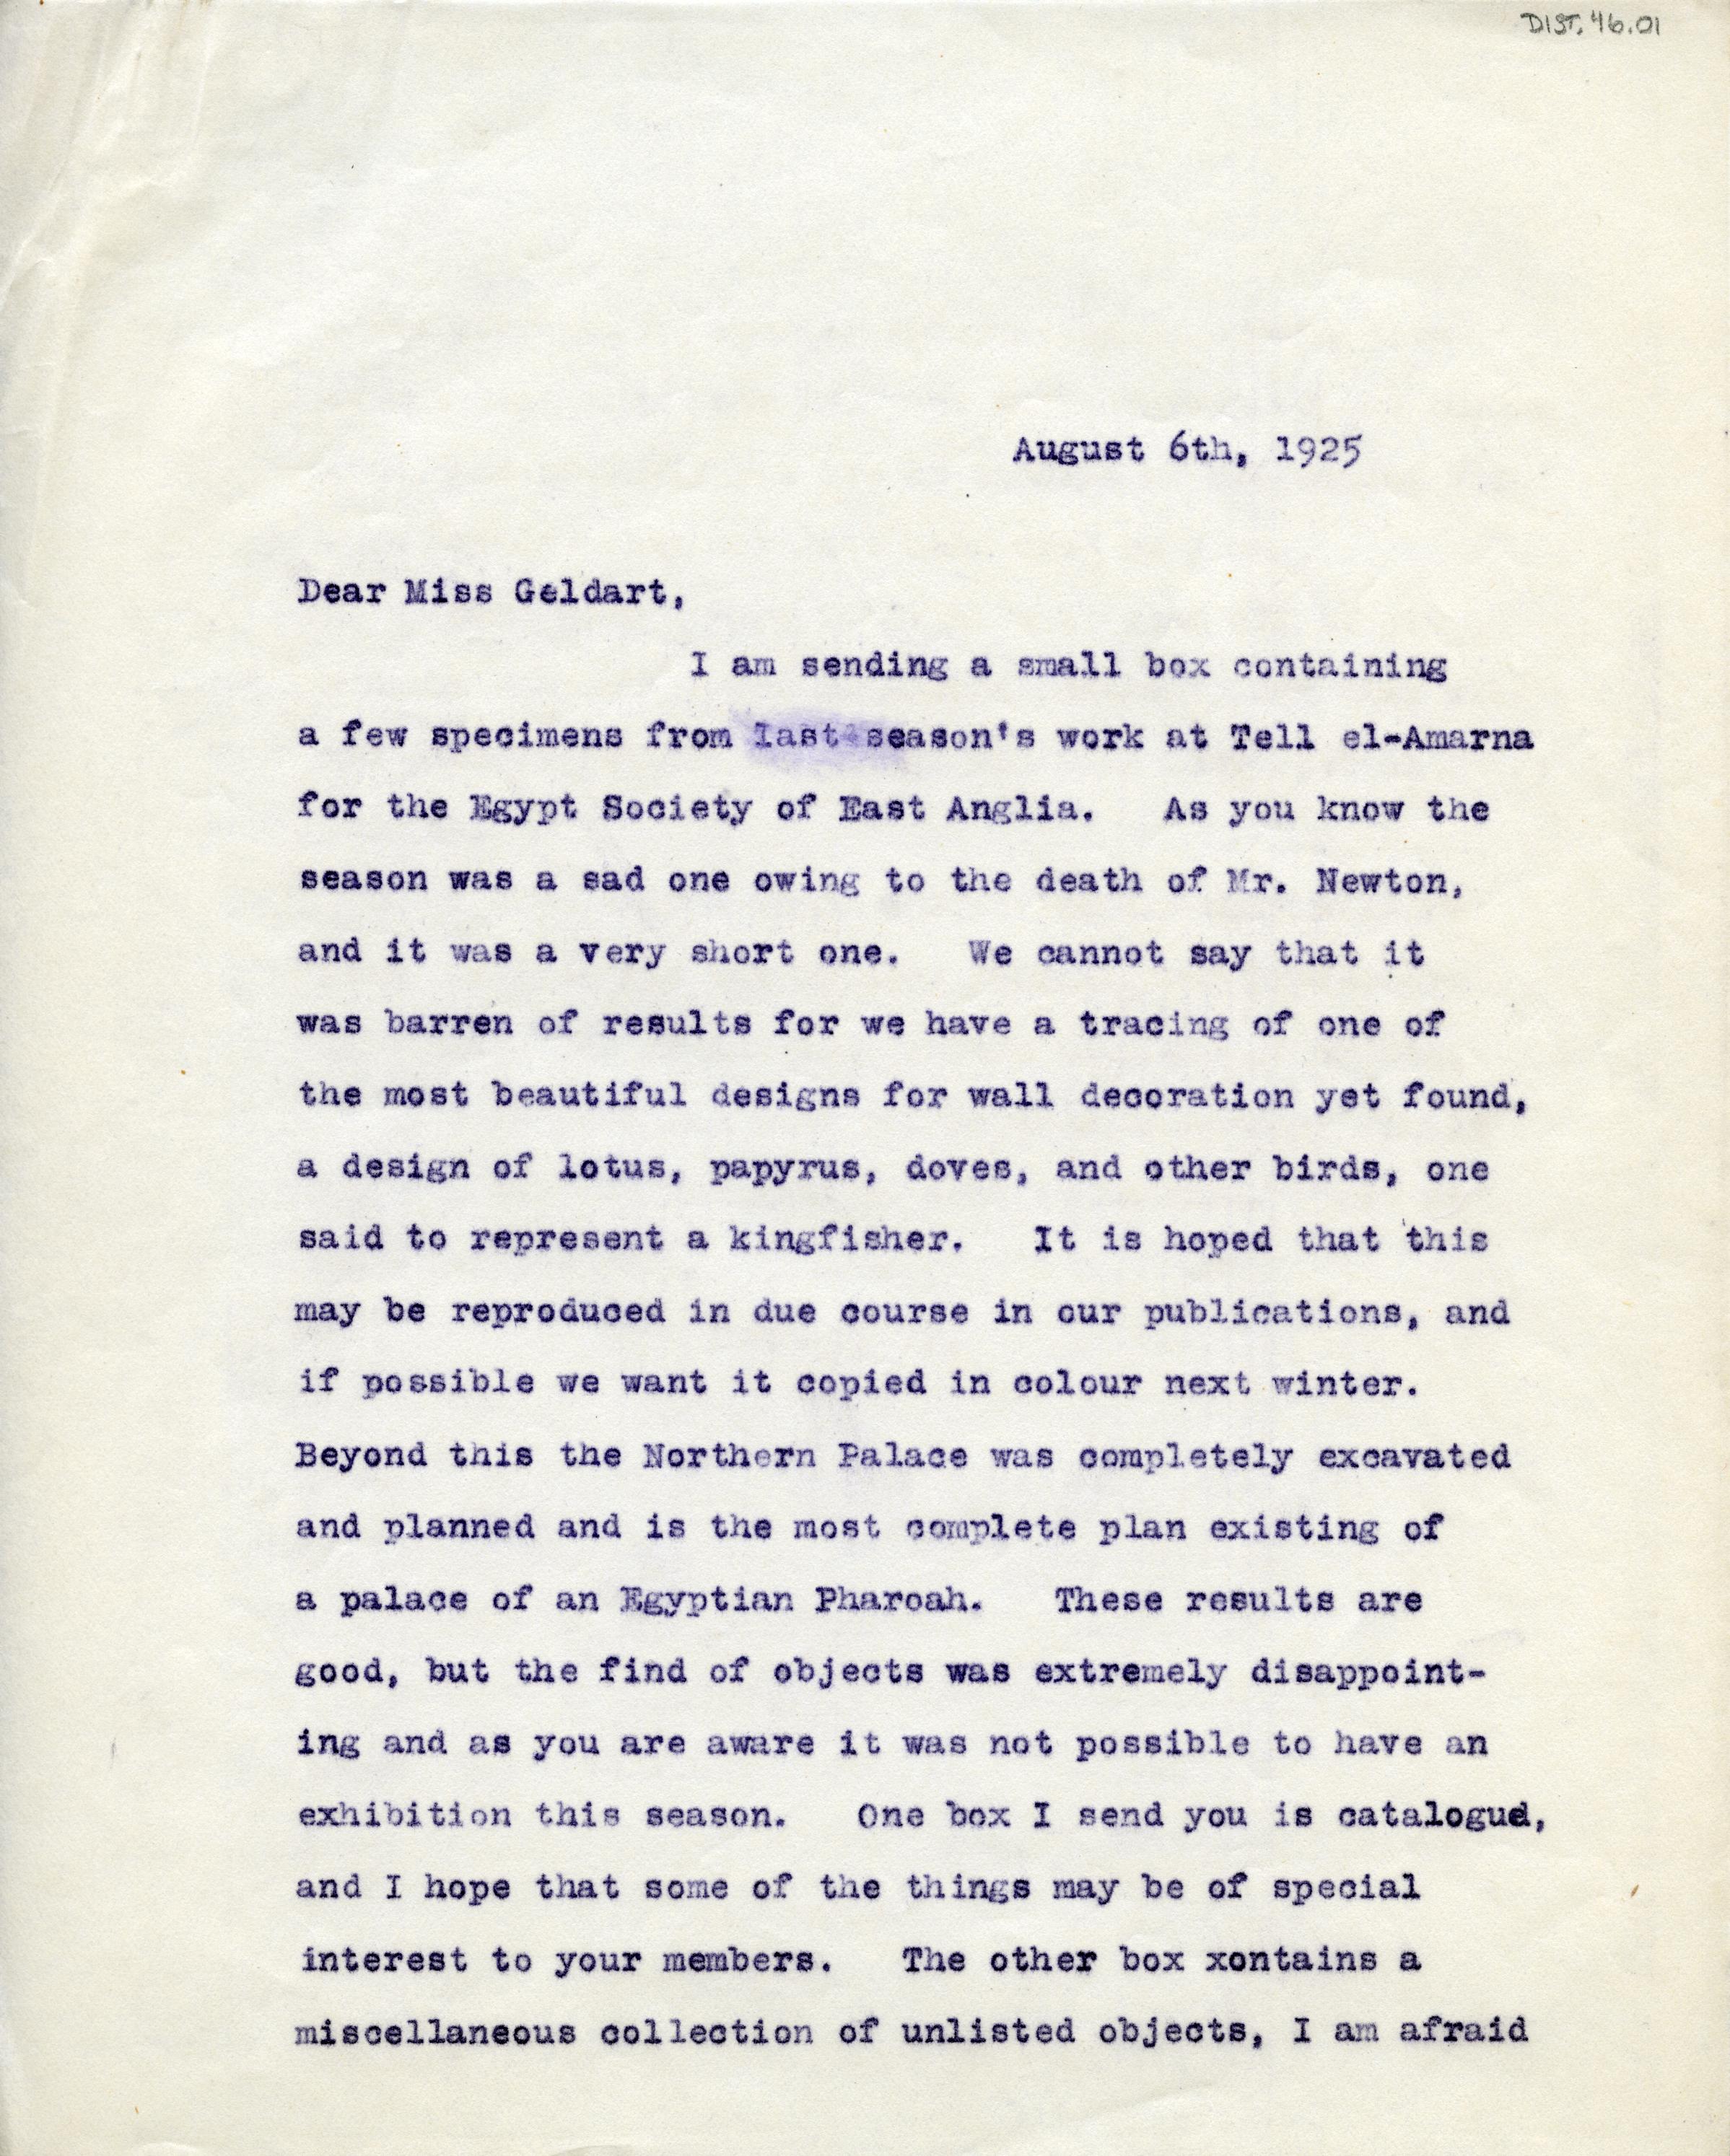 DIST.46.01
August 6th, 1925
Dear Miss Geldart,
I am sending a small box containing
a few specimens from last season's work at Tell el-Amarna
for the Egypt Society of East Anglia. As you know the
season was a sad one owing to the death of Mr. Newton,
and it was a very short one. We cannot say that it
was barren of results for we have a tracing of one of
the most beautiful designs for wall decoration yet found,
a design of lotus, papyrus, doves, and other birds, one
said to represent a kingfisher. It is hoped that this
may be reproduced in due course in our publications, and
if possible we want it copied in colour next winter.
Beyond this the Northern Palace was completely excavated
and planned and is the most complete plan existing of
a palace of an Egyptian Pharoah. These results are
good, but the find of objects was extremely disappoint-
ing and as you are aware it was not possible to have an
exhibition this season. One box I send you is catalogud,
and I hope that some of the things may be of special
interest to your members. The other box xontains a
miscellaneous collection of unlisted objects, I am afraid